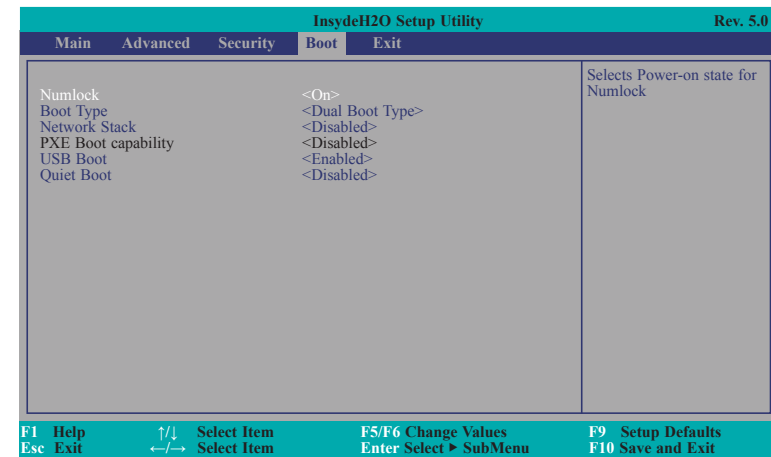 InsydeH2O Setup Utility Rev. 5.0
Main Advanced Security Boot Exit
Numlock <On>
Boot Type <Dual Boot Type>
Network Stack <Disabled>
PXE Boot capability <Disabled>
USB Boot <Enabled>
Quiet Boot <Disabled>
Selects Power-on state for
Numlock
F1 Help ↑/↓ Select Item F5/F6 Change Values F9 Setup Defaults
Esc Exit ←/→ Select Item Enter Select ► SubMenu F10 Save and Exit